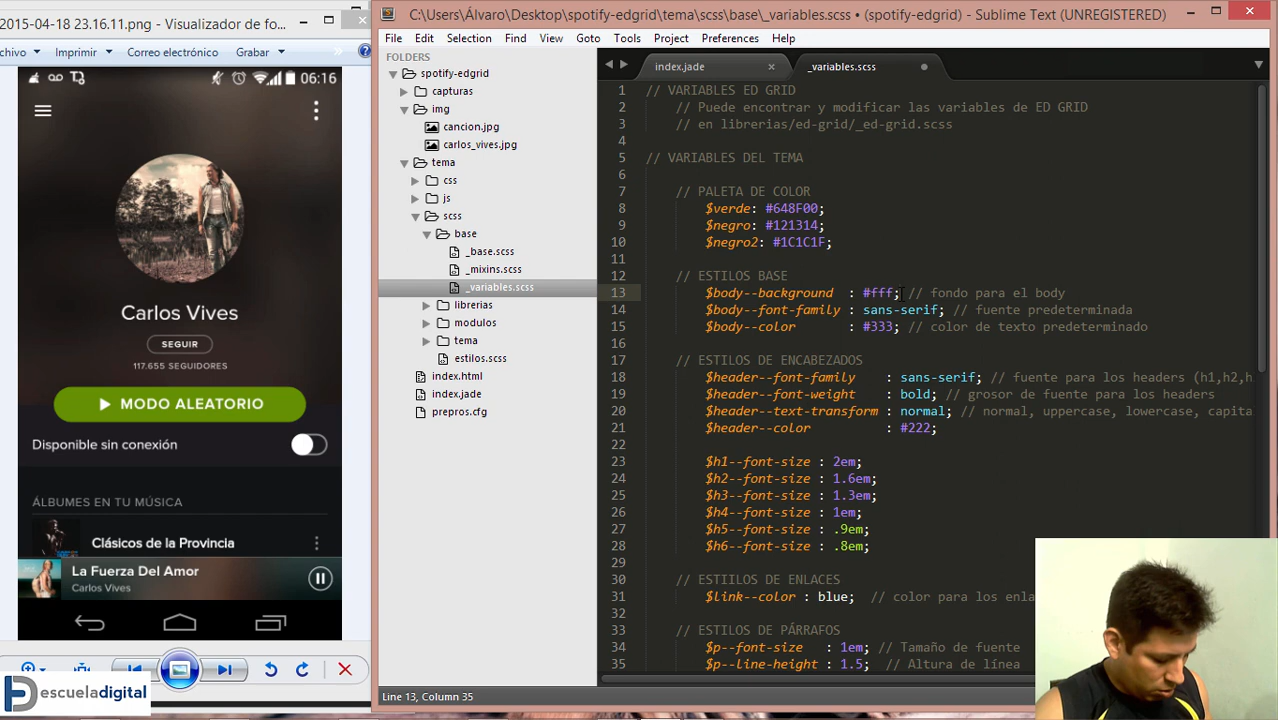 2015-04-18 23.16.11.png - Visualizador de fo...
chivo
Imprimir
Correo electrónico
Grabar
»
06:16
Carlos Vives
SEGUIR
117.655 SEGUIDORES
MODO ALEATORIO
Disponible sin conexión
ÁLBUMES EN TU MÚSICA
Clásicos de la Provincia
La Fuerza Del Amor
Carlos Vives
escueladigital
C:\Users\Álvaro\Desktop\spotify-edgrid\tema\scss\base\_variables.scss • (spotify-edgrid) - Sublime Text (UNREGISTERED)
File Edit Selection Find View Goto Tools Project Preferences Help
FOLDERS
spotify-edgrid
capturas
img
cancion.jpg
carlos_vives.jpg
tema
css
js
scss
base
_base.scss
_mixins.scss
_variables.scss
librerias
modulos
tema
estilos.scss
index.html
index.jade
prepros.cfg
index.jade
_variables.scss
1 // VARIABLES ED GRID
2 // Puede encontrar y modificar las variables de ED GRID
3 // en librerias/ed-grid/_ed-grid.scss
4
5 // VARIABLES DEL TEMA
6
7 // PALETA DE COLOR
8 $verde: #648F00;
9 $negro: #121314;
10 $negro2: #1C1C1F;
11
12 // ESTILOS BASE
13 $body--background : #fff; // fondo para el body
14 $body--font-family : sans-serif; // fuente predeterminada
15 $body--color : #333; // color de texto predeterminado
16
17 // ESTILOS DE ENCABEZADOS
18 $header--font-family : sans-serif; // fuente para los headers (h1,h2,h
19 $header--font-weight : bold; // grosor de fuente para los headers
20 $header--text-transform : normal; // normal, uppercase, lowercase, capita
21 $header--color : #222;
22
23 $h1--font-size : 2em;
24 $h2--font-size : 1.6em;
25 $h3--font-size : 1.3em;
26 $h4--font-size : 1em;
27 $h5--font-size : .9em;
28 $h6--font-size : .8em;
29
30 // ESTIILOS DE ENLACES
31 $link--color : blue; // color para los enla
32
33 // ESTILOS DE PÁRRAFOS
34 $p--font-size : 1em; // Tamaño de fuente
35 $p--line-height : 1.5; // Altura de línea
Line 13, Column 35